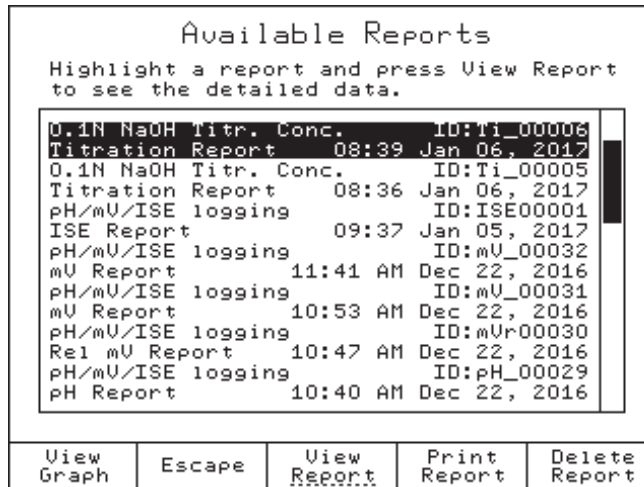 Available Reports
Highlight a report and press View Report
to see the detailed data.
0.1N NaOH Titr. Conc. ID:Ti_00006
Titration Report 08:39 Jan 06, 2017
0.1N NaOH Titr. Conc. ID:Ti_00005
Titration Report 08:36 Jan 06, 2017
pH/mV/ISE logging ID:ISE00001
ISE Report 09:37 Jan 05, 2017
pH/mV/ISE logging ID:mV_00032
mV Report 11:41 AM Dec 22, 2016
pH/mV/ISE logging ID:mV_00031
mV Report 10:53 AM Dec 22, 2016
pH/mV/ISE logging ID:mVr00030
Rel mV Report 10:47 AM Dec 22, 2016
pH/mV/ISE logging ID:pH_00029
pH Report 10:40 AM Dec 22, 2016
View Graph
Escape
View Report
Print Report
Delete Report